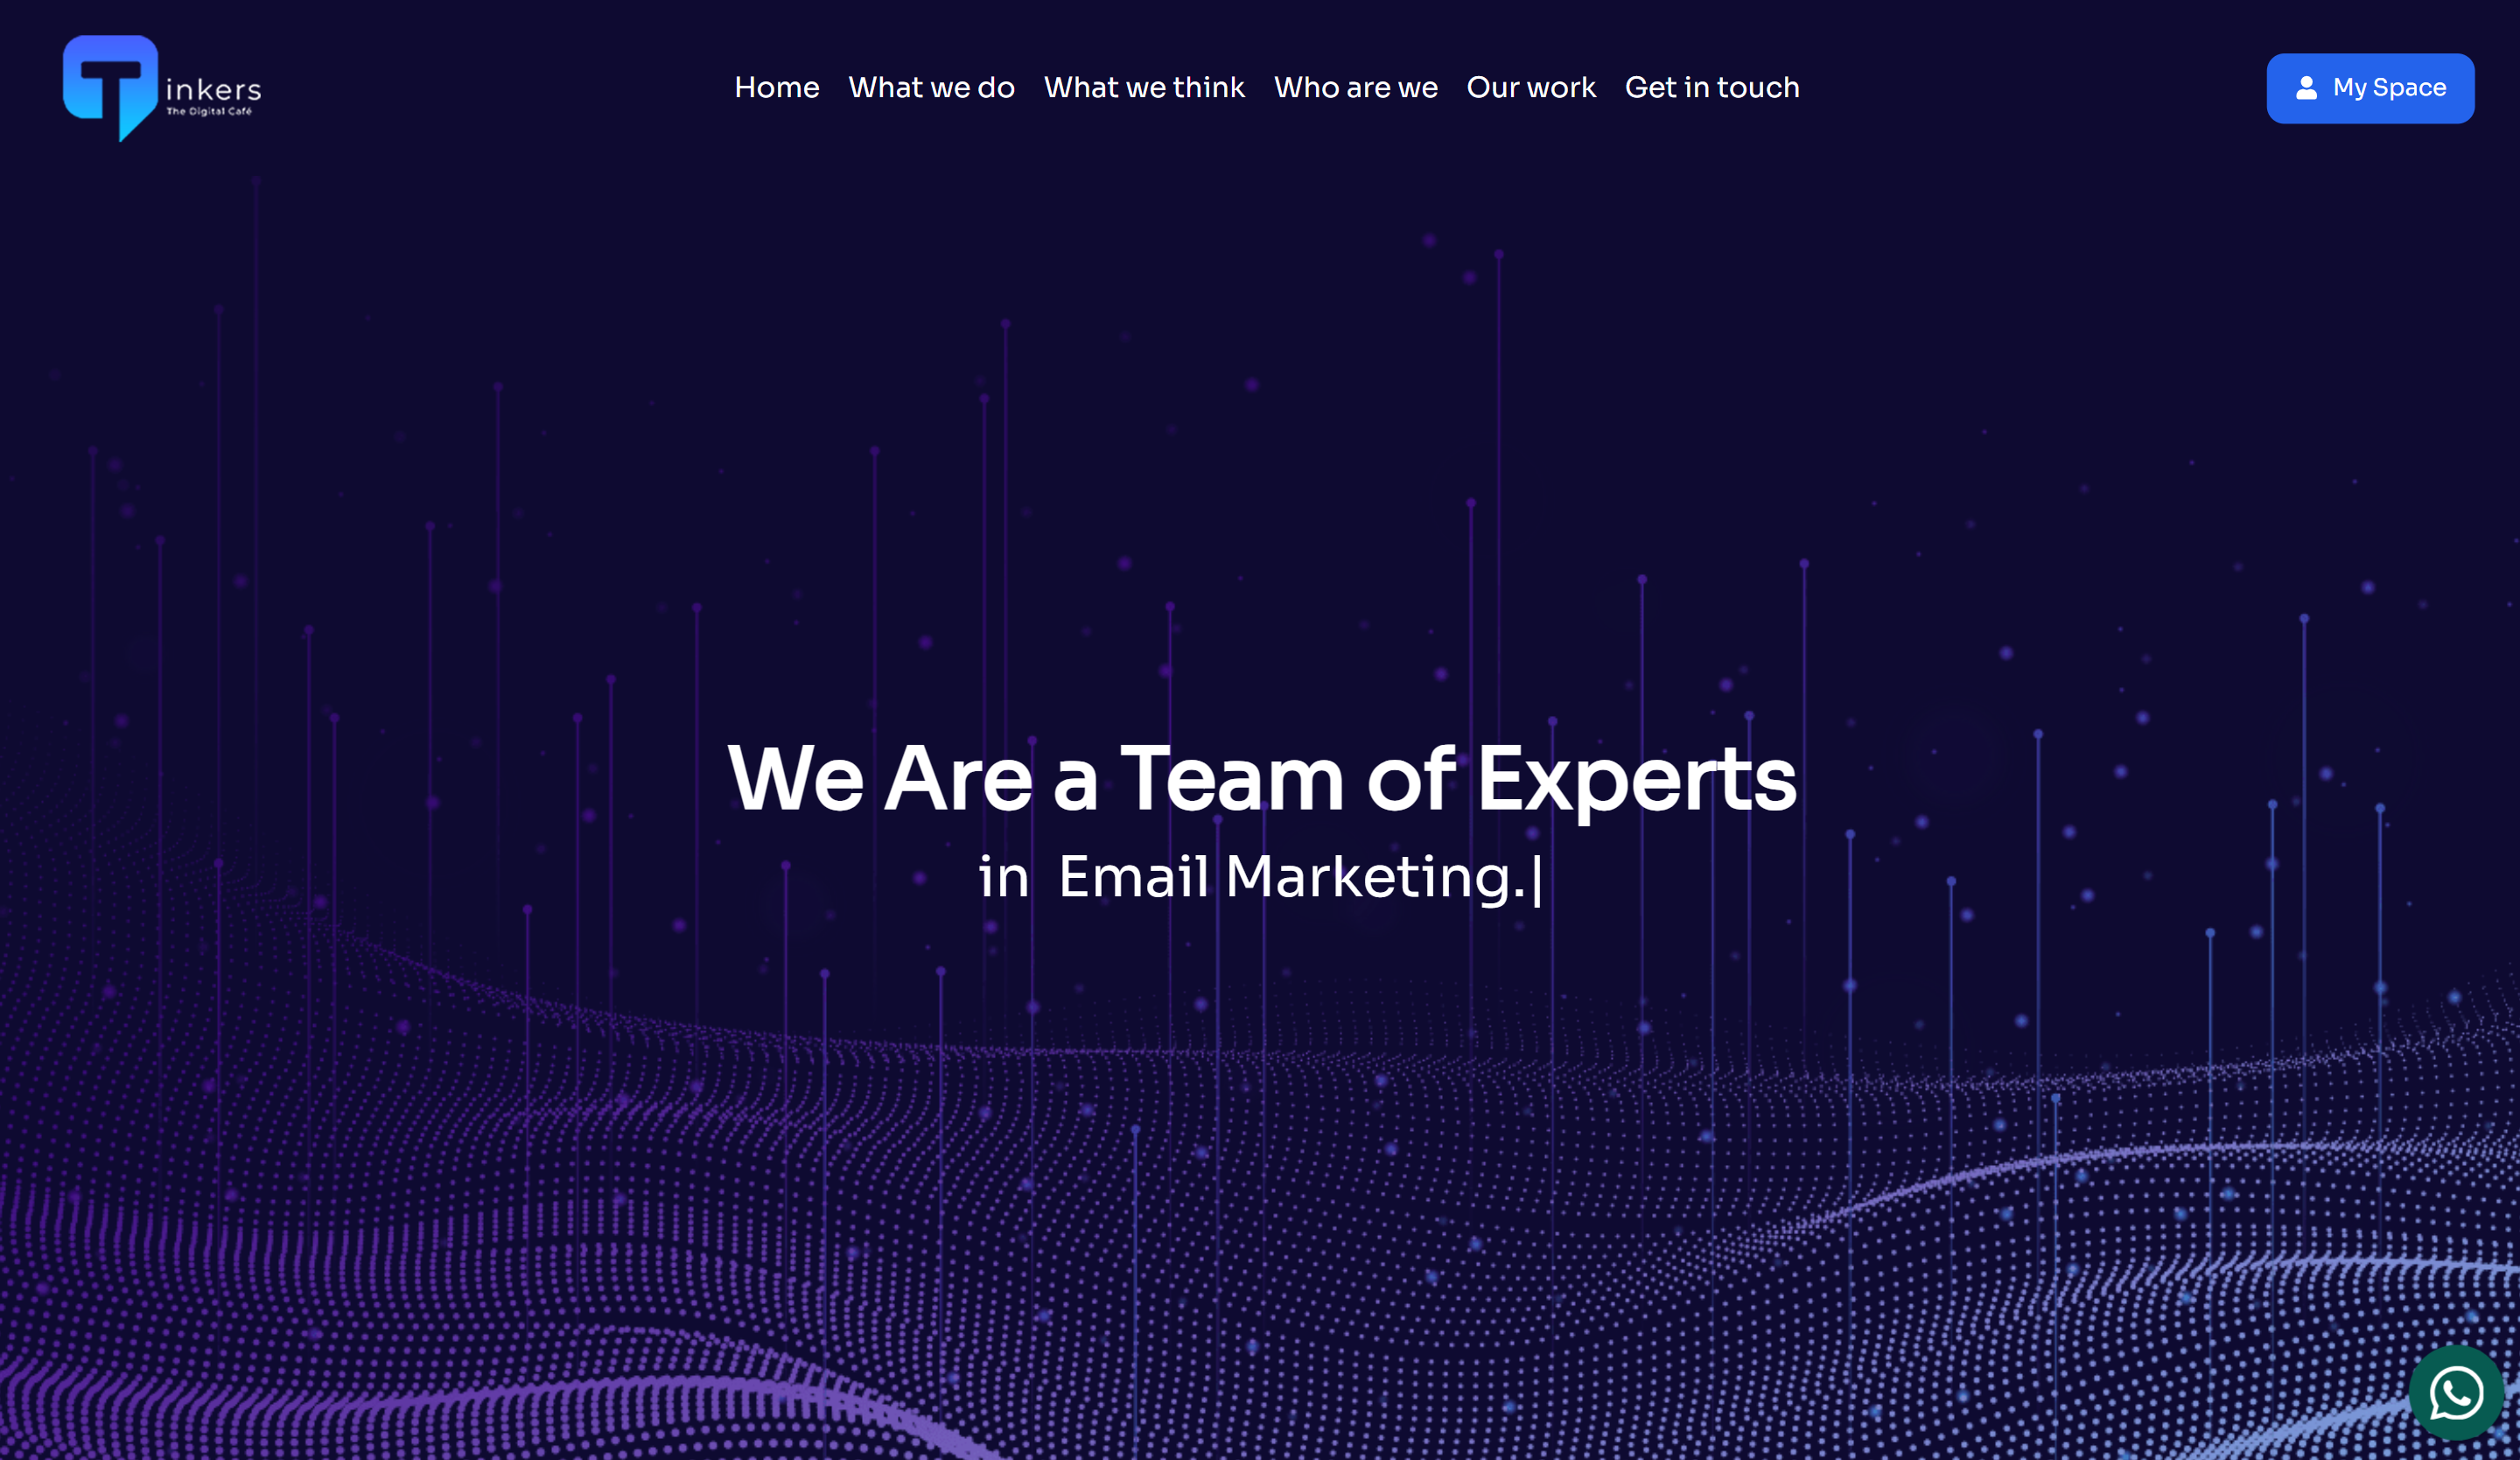 Tinkers
The Digital Café
Home What we do What we think Who are we Our work Get in touch
My Space
We Are a Team of Experts
in Email Marketing.|